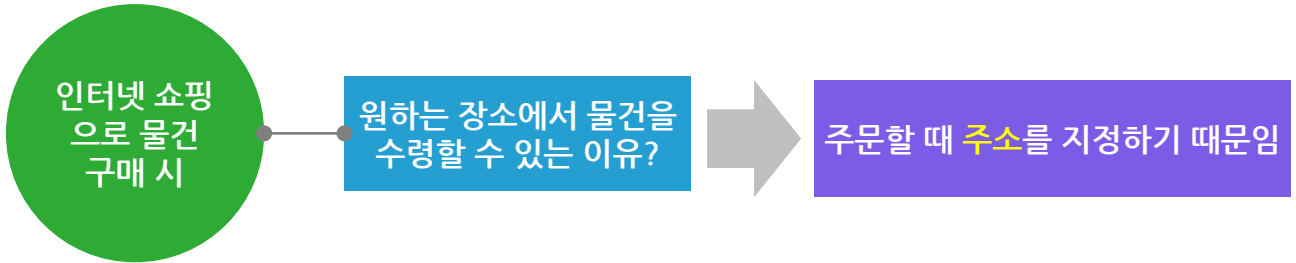 인터넷 쇼핑
으로 물건
구매 시
원하는 장소에서 물건을
수령할 수 있는 이유?
주문할 때 주소를 지정하기 때문임